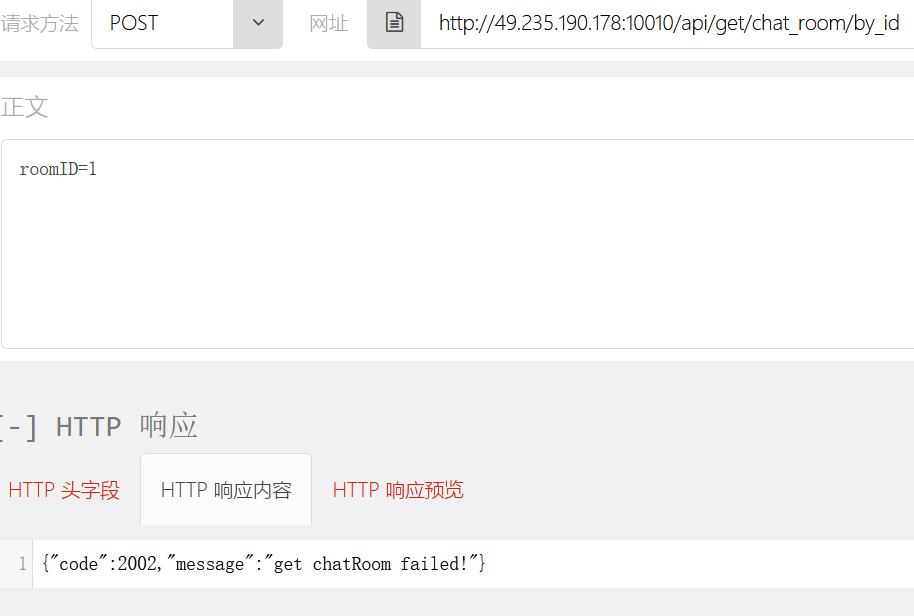 请求方法 POST 网址 http://49.235.190.178:10010/api/get/chat_room/by_id
正文
roomID=1
[-] HTTP 响应
HTTP 头字段 HTTP 响应内容 HTTP 响应预览
1 {"code":2002,"message":"get chatRoom failed!"}